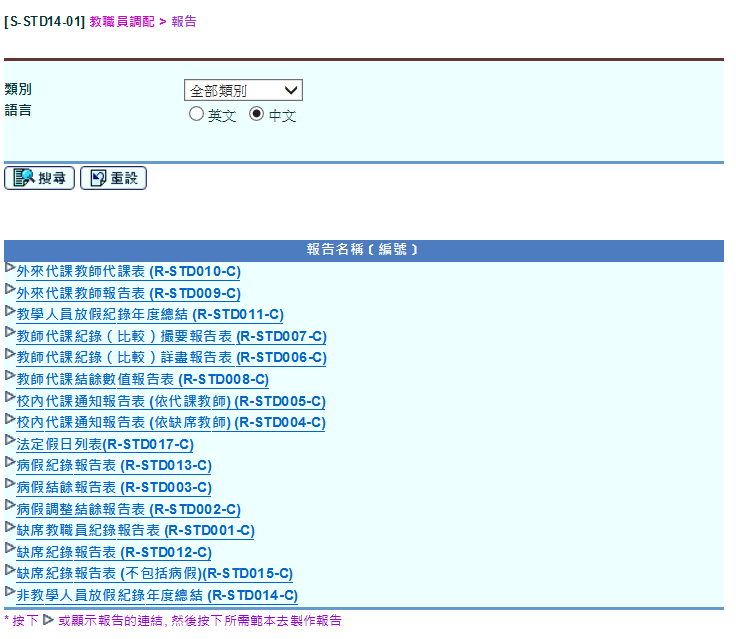 [S-STD14-01] 教職員調配 > 報告
類別 全部類別
語言 英文 中文
搜尋 重設
報告名稱 ( 編號 )
外來代課教師代課表 (R-STD010-C)
外來代課教師報告表 (R-STD009-C)
教學人員放假紀錄年度總結 (R-STD011-C)
教師代課紀錄 ( 比較 ) 撮要報告表 (R-STD007-C)
教師代課紀錄 ( 比較 ) 詳盡報告表 (R-STD006-C)
教師代課結餘數值報告表 (R-STD008-C)
校內代課通知報告表 (依代課教師) (R-STD005-C)
校內代課通知報告表 (依缺席教師) (R-STD004-C)
法定假日列表(R-STD017-C)
病假紀錄報告表 (R-STD013-C)
病假結餘報告表 (R-STD003-C)
病假調整結餘報告表 (R-STD002-C)
缺席教職員紀錄報告表 (R-STD001-C)
缺席紀錄報告表 (R-STD012-C)
缺席紀錄報告表 (不包括病假)(R-STD015-C)
非教學人員放假紀錄年度總結 (R-STD014-C)
* 按下 ▷ 或顯示報告的連結, 然後按下所需範本去製作報告